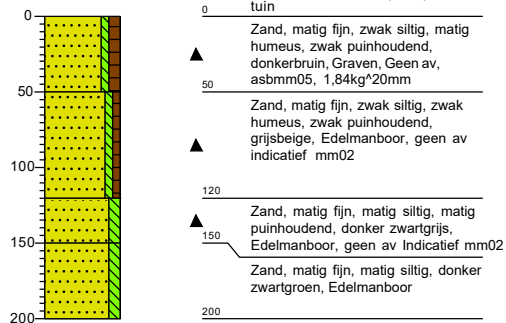 tuin
0
0
Zand, matig fijn, zwak siltig, matig
humeus, zwak puinhoudend,
donkerbruin, Graven, Geen av,
asbmm05, 1,84kg^20mm
50
50
Zand, matig fijn, zwak siltig, zwak
humeus, zwak puinhoudend,
grijsbeige, Edelmanboor, geen av
indicatief mm02
100
120
Zand, matig fijn, matig siltig, matig
puinhoudend, donker zwartgrijs,
Edelmanboor, geen av Indicatief mm02
150
150
Zand, matig fijn, matig siltig, donker
zwartgroen, Edelmanboor
200
200